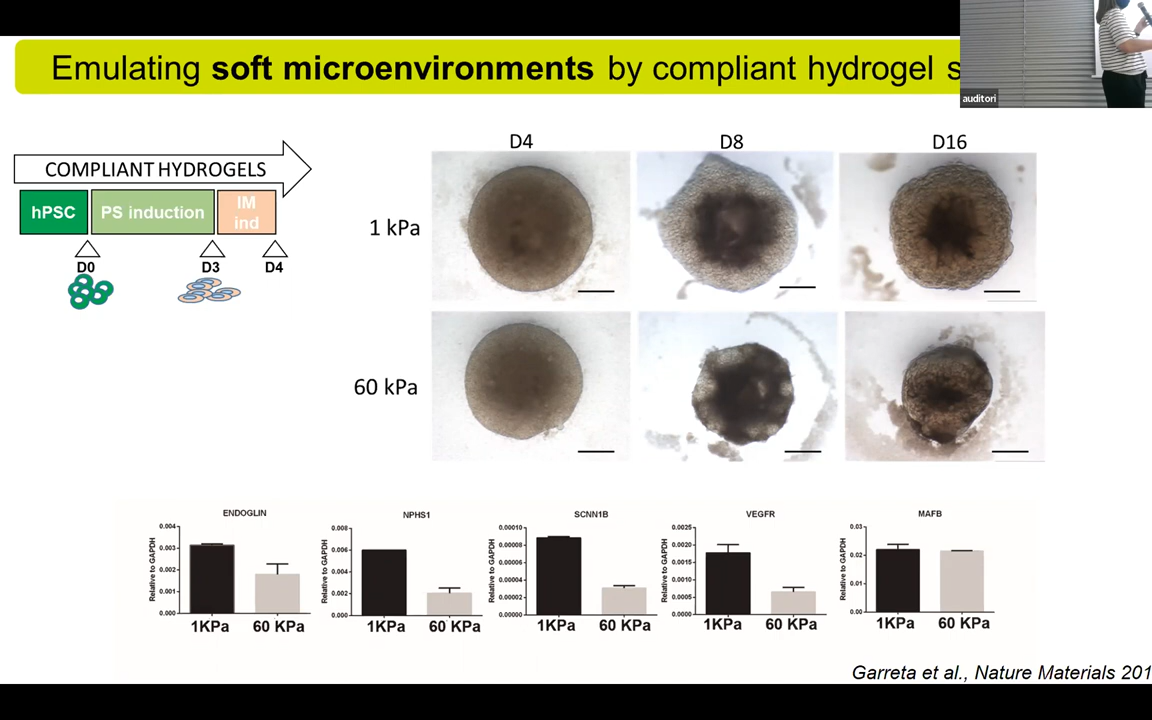 Emulating soft microenvironments by compliant hydrogel s
auditori
COMPLIANT HYDROGELS
hPSC
PS induction
IM
ind
D0
D3
D4
D4
D8
D16
1 kPa
60 kPa
ENDOGLIN
Relative to GAPDH
0.004
0.003
0.002
0.001
0.000
1KPa
60 KPa
NPHS1
Relative to GAPDH
0.008
0.006
0.004
0.002
0.000
1KPa
60 KPa
SCNN1B
Relative to GAPDH
0.00010
0.00008
0.00006
0.00004
0.00002
0.00000
1KPa
60 KPa
VEGFR
Relative to GAPDH
0.0025
0.0020
0.0015
0.0010
0.0005
0.0000
1KPa
60 KPa
MAFB
Relative to GAPDH
0.03
0.02
0.01
0.00
1KPa
60 KPa
Garreta et al., Nature Materials 201